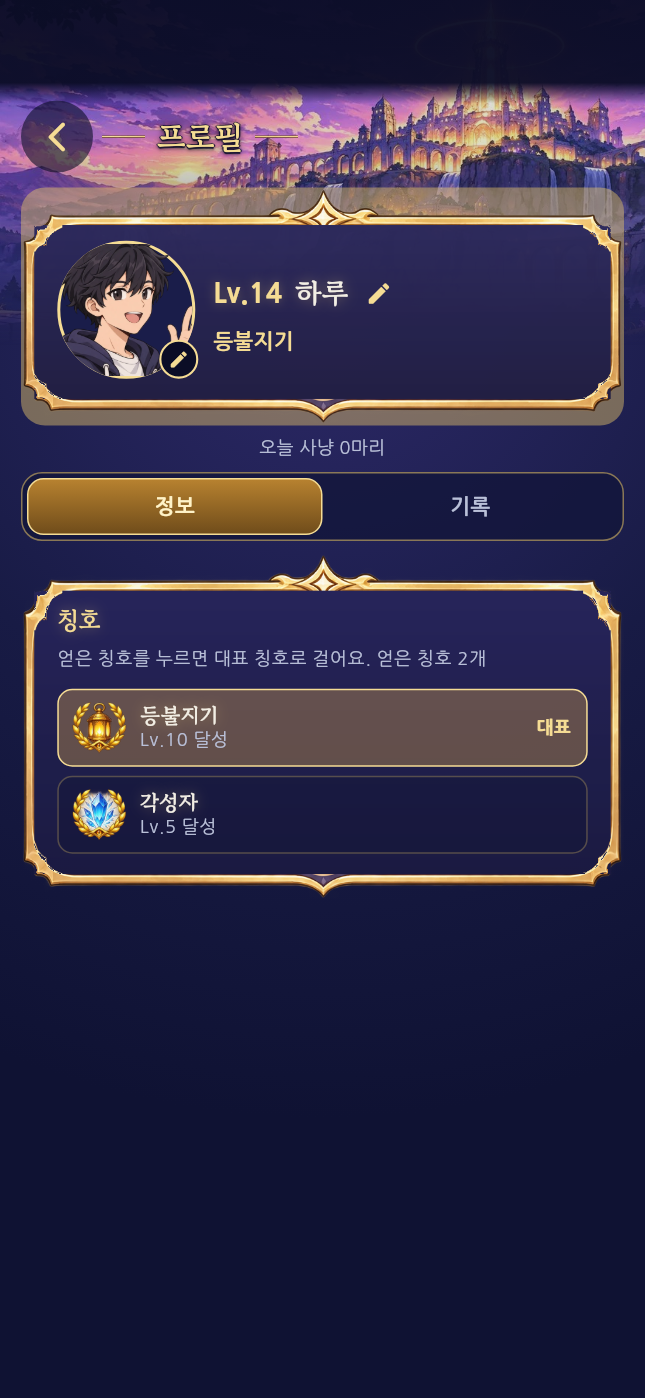 프로필
Lv.14 하루
등불지기
오늘 사냥 0마리
정보 기록
칭호
얻은 칭호를 누르면 대표 칭호로 걸어요. 얻은 칭호 2개
등불지기
Lv.10 달성
대표
각성자
Lv.5 달성